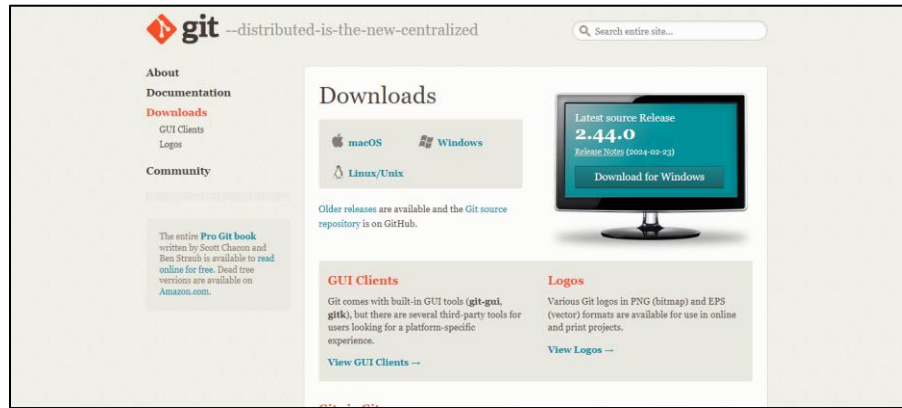 git --distributed-is-the-new-centralized
Search entire site...
About
Documentation
Downloads
GUI Clients
Logos
Community
The entire Pro Git book
written by Scott Chacon and
Ben Straub is available to read
online for free. Dead tree
versions are available on
Amazon.com.
Downloads
macOS
Windows
Linux/Unix
Older releases are available and the Git source
repository is on GitHub.
Latest source Release
2.44.0
Release Notes (2024-02-23)
Download for Windows
GUI Clients
Git comes with built-in GUI tools (git-gui,
gitk), but there are several third-party tools for
users looking for a platform-specific
experience.
View GUI Clients →
Logos
Various Git logos in PNG (bitmap) and EPS
(vector) formats are available for use in online
and print projects.
View Logos →